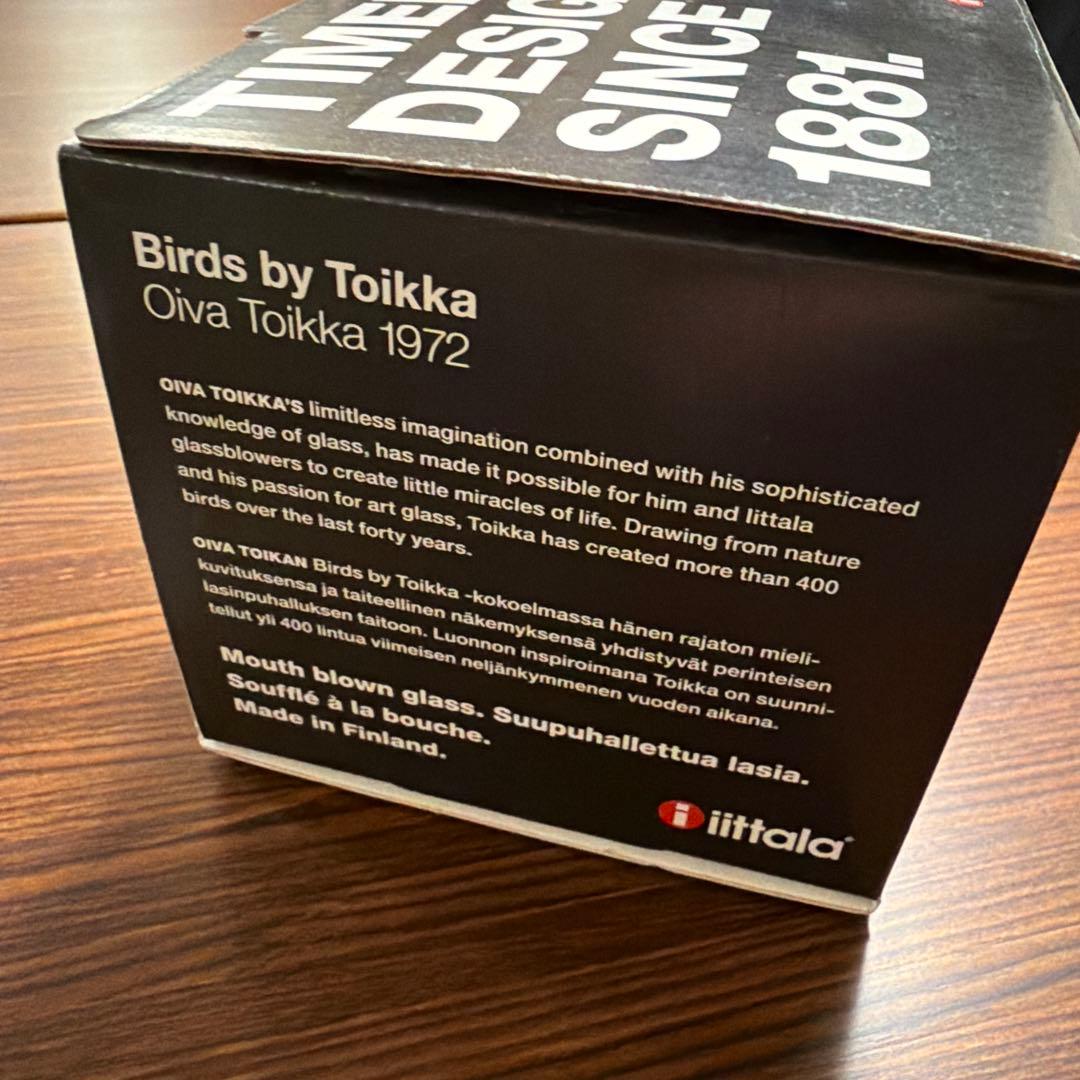 DESIG
SINCE
1881.
Birds by Toikka
Oiva Toikka 1972
OIVA TOIKKA'S limitless imagination combined with his sophisticated
knowledge of glass, has made it possible for him and Iittala
glassblowers to create little miracles of life. Drawing from nature
and his passion for art glass, Toikka has created more than 400
birds over the last forty years.
OIVA TOIKAN Birds by Toikka -kokoelmassa hänen rajaton mieli-
kuvituksensa ja taiteellinen näkemyksensä yhdistyvät perinteisen
lasinpuhalluksen taitoon. Luonnon inspiroimana Toikka on suunni-
tellut yli 400 lintua viimeisen neljänkymmenen vuoden aikana.
Mouth blown glass. Suupuhallettua lasia.
Soufflé à la bouche.
Made in Finland.
i iittala